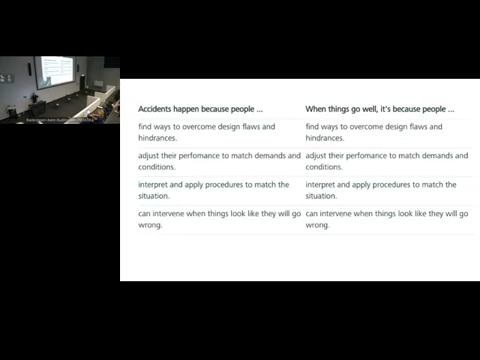 Accidents happen because people ...
When things go well, it's because people ...
find ways to overcome design flaws and
hindrances.
find ways to overcome design flaws and
hindrances.
adjust their perfomance to match demands and
conditions.
adjust their perfomance to match demands and
conditions.
interpret and apply procedures to match the
situation.
interpret and apply procedures to match the
situation.
can intervene when things look like they will go
wrong.
can intervene when things look like they will go
wrong.